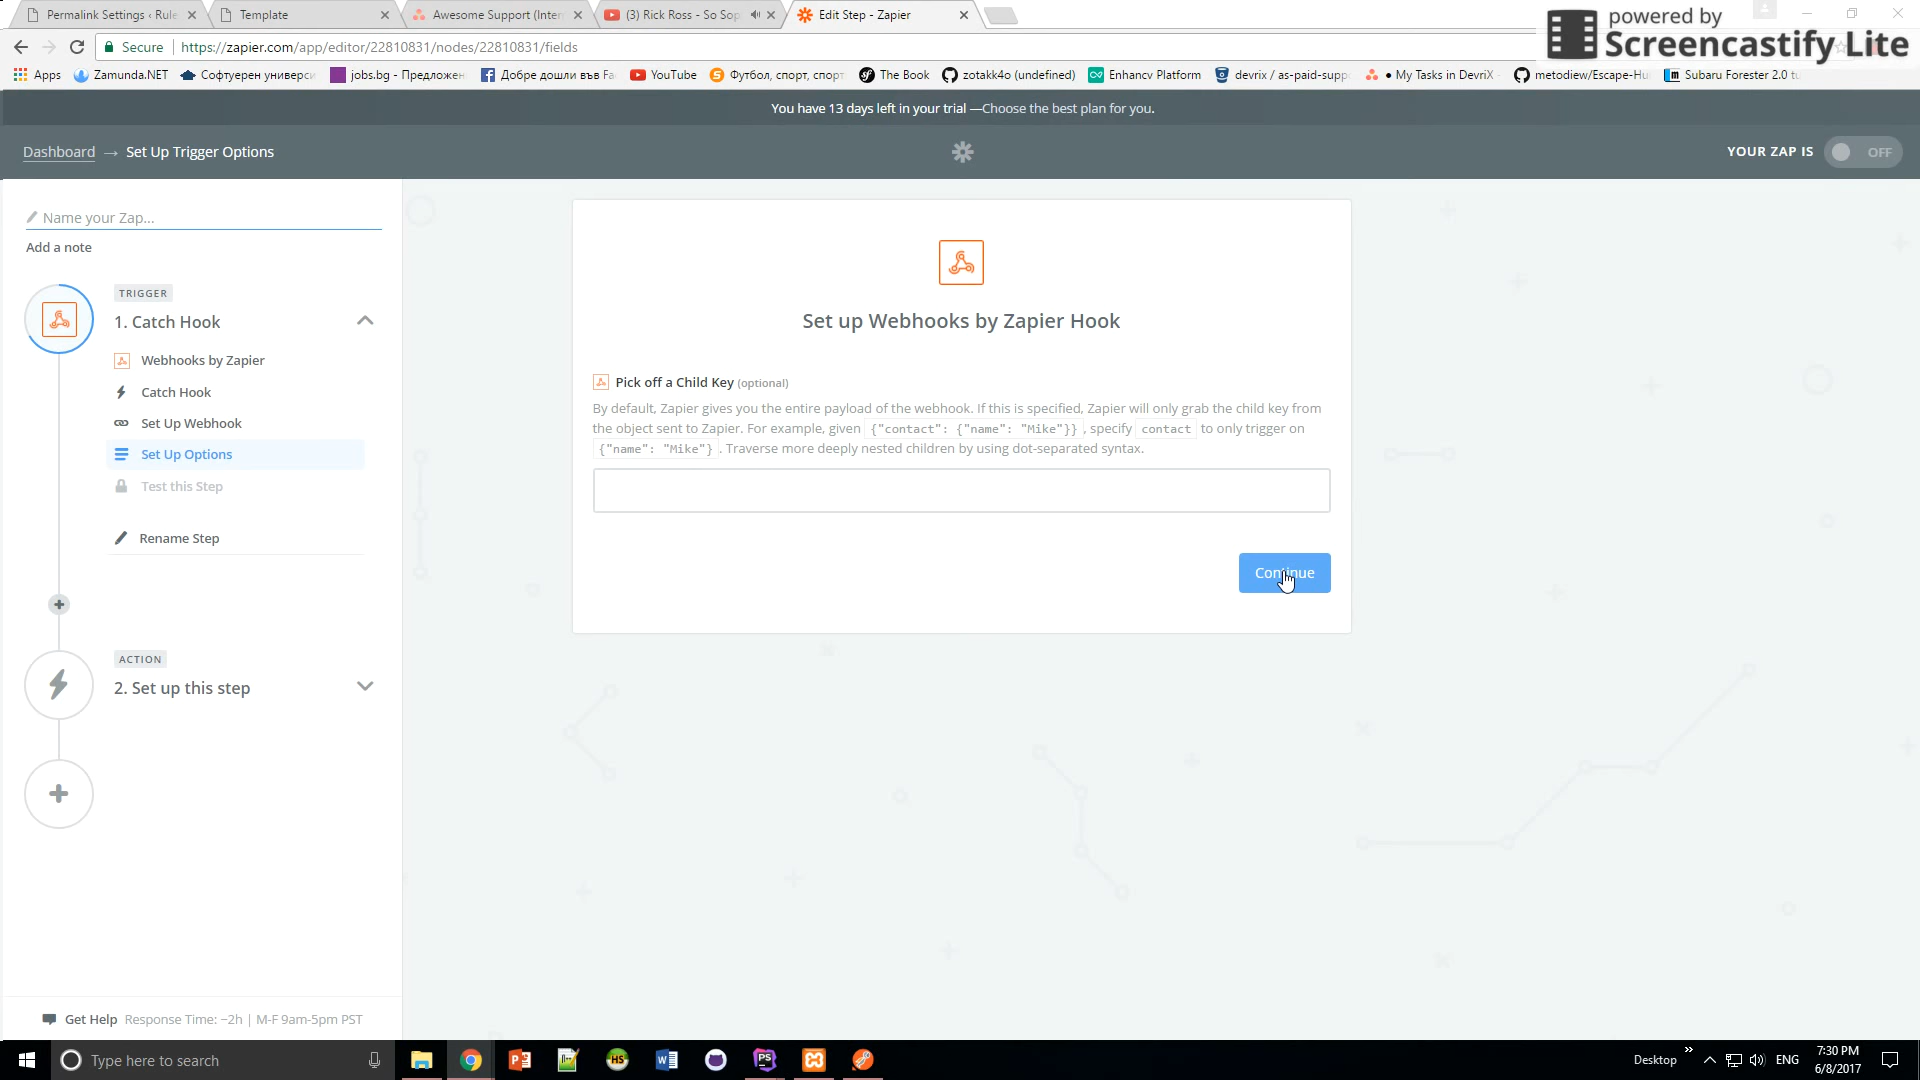 Permalink Settings ‹ Rule
Template
Awesome Support (Inter
(3) Rick Ross - So Sop
Edit Step - Zapier
powered by
Screencastify Lite
Secure
https://zapier.com/app/editor/22810831/nodes/22810831/fields
Apps
Zamunda.NET
Софтуерен универси
jobs.bg - Предложен
Добре дошли във Fa
YouTube
Футбол, спорт, спорт
The Book
zotakk4o (undefined)
Enhancv Platform
devrix / as-paid-supp
● My Tasks in DevriX
metodiew/Escape-Hu
Subaru Forester 2.0 tu
You have 13 days left in your trial —Choose the best plan for you.
Dashboard → Set Up Trigger Options
YOUR ZAP IS OFF
Name your Zap...
Add a note
TRIGGER
1. Catch Hook
Webhooks by Zapier
Catch Hook
Set Up Webhook
Set Up Options
Test this Step
Rename Step
ACTION
2. Set up this step
Set up Webhooks by Zapier Hook
Pick off a Child Key (optional)
By default, Zapier gives you the entire payload of the webhook. If this is specified, Zapier will only grab the child key from
the object sent to Zapier. For example, given {"contact": {"name": "Mike"}} , specify contact to only trigger on
{"name": "Mike"} . Traverse more deeply nested children by using dot-separated syntax.
Continue
Get Help Response Time: ~2h | M-F 9am-5pm PST
Type here to search
Desktop
ENG
7:30 PM
6/8/2017